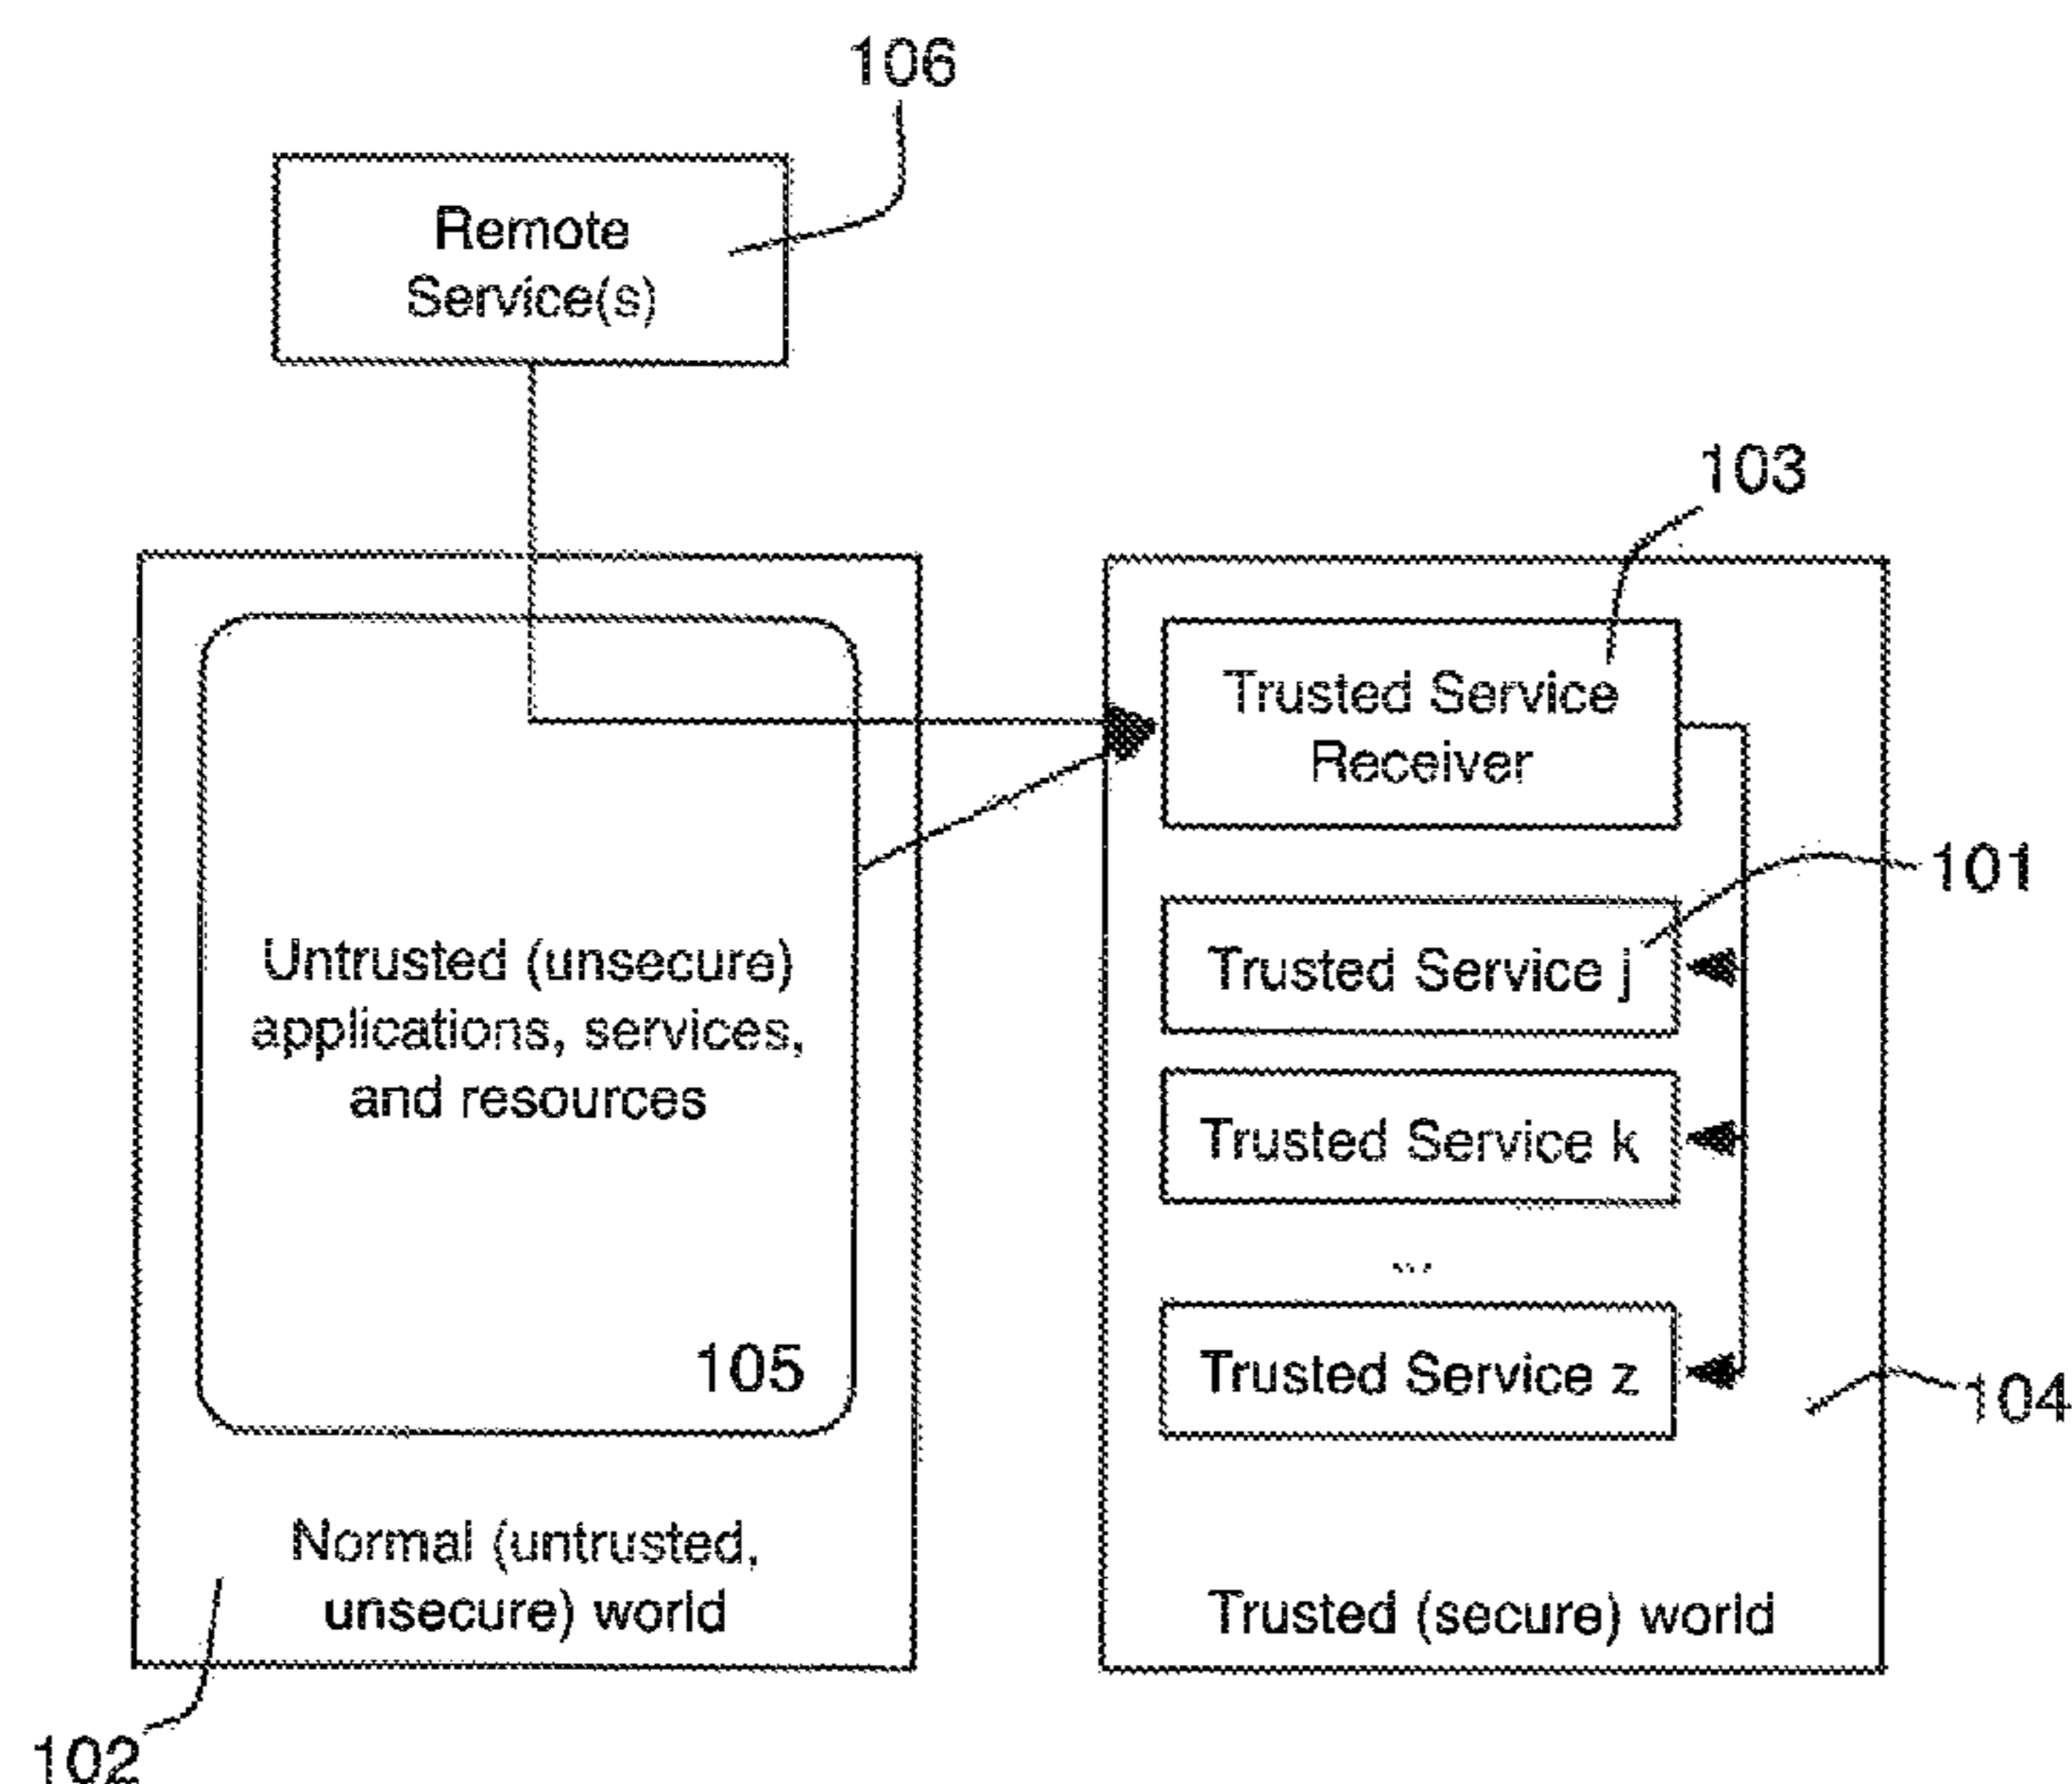 106
Remote
Service(s)
103
Trusted Service
Receiver
101
Trusted Service j
Trusted Service k
...
Trusted Service z
104
Trusted (secure) world
Untrusted (unsecure)
applications, services,
and resources
105
Normal (untrusted,
unsecure) world
102